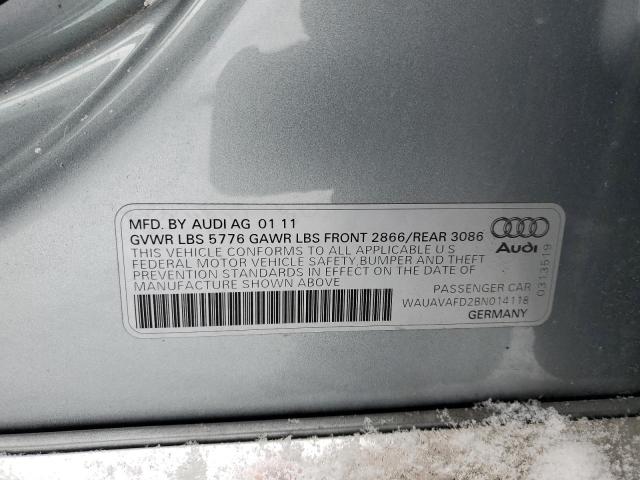 MFD. BY AUDI AG 01 11
GVWR LBS 5776 GAWR LBS FRONT 2866/REAR 3086
THIS VEHICLE CONFORMS TO ALL APPLICABLE U S
FEDERAL MOTOR VEHICLE SAFETY, BUMPER AND THEFT
PREVENTION STANDARDS IN EFFECT ON THE DATE OF
MANUFACTURE SHOWN ABOVE
Audi
0313519
PASSENGER CAR
WAUAVAFD2BN014118
GERMANY